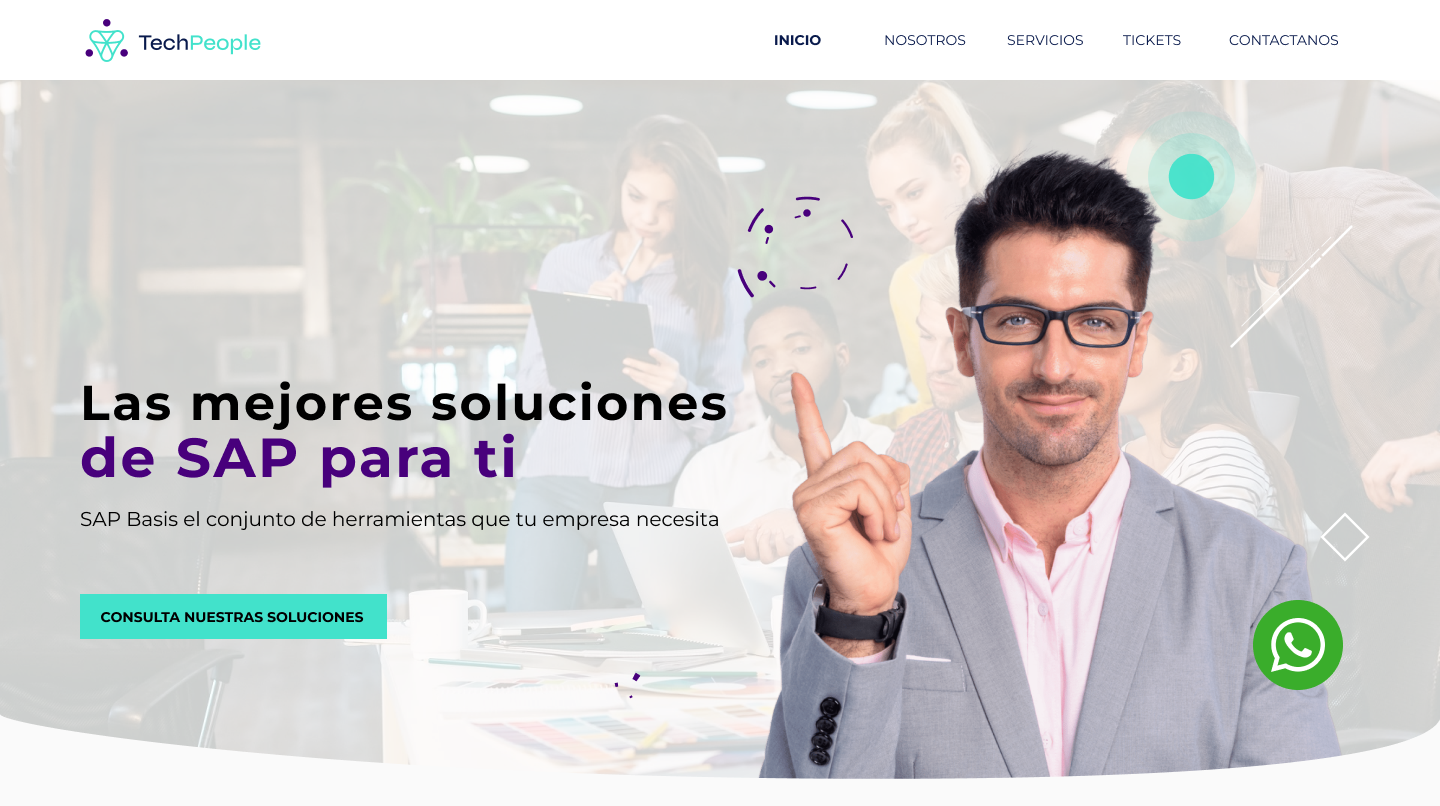 TechPeople
INICIO
NOSOTROS
SERVICIOS
TICKETS
CONTACTANOS
Las mejores soluciones
de SAP para ti
SAP Basis el conjunto de herramientas que tu empresa necesita
CONSULTA NUESTRAS SOLUCIONES